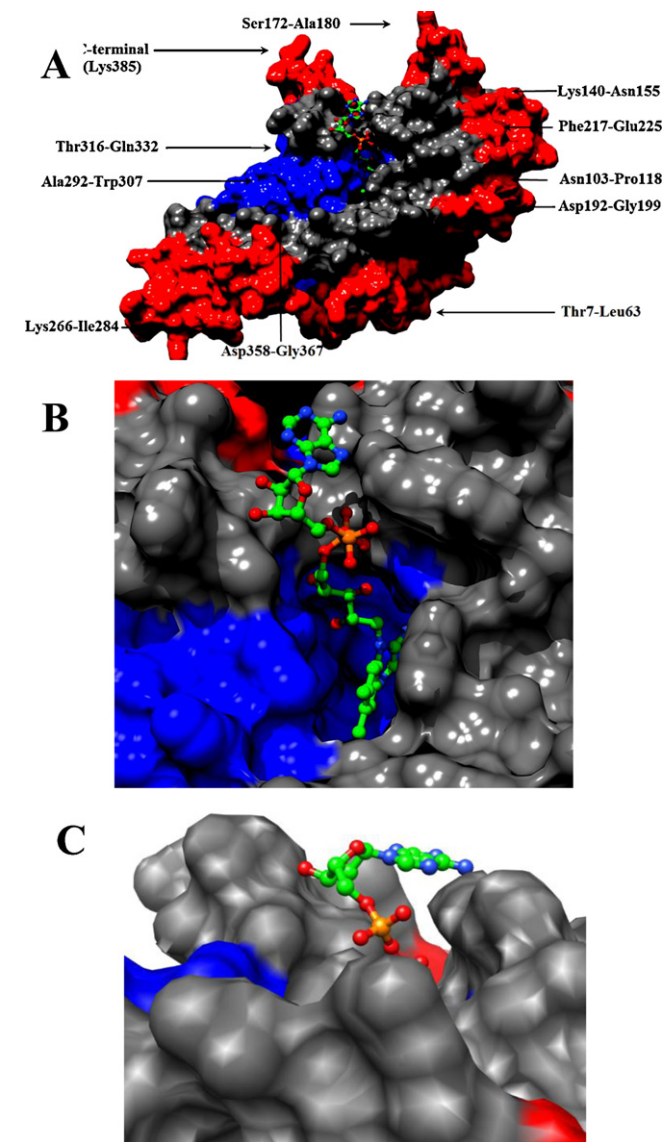 Ser172-Ala180
A
-terminal
(Lys385)
Lys140-Asn155
Phe217-Glu225
Thr316-Gln332
Ala292-Trp307
Asn103-Pro118
Asp192-Gly199
Thr7-Leu63
Lys266-Ile284
Asp358-Gly367
B
C